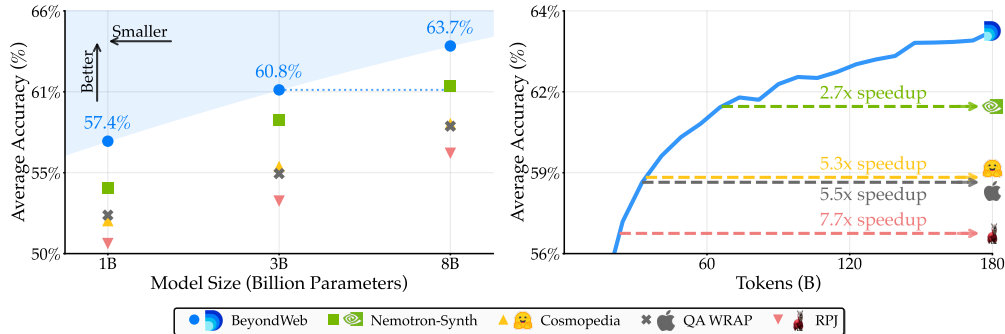 66%
61%
55%
50%
Average Accuracy (%)
Better
Smaller
57.4%
60.8%
63.7%
1B
3B
8B
Model Size (Billion Parameters)
64%
62%
59%
56%
Average Accuracy (%)
2.7x speedup
5.3x speedup
5.5x speedup
7.7x speedup
60
120
180
Tokens (B)
BeyondWeb
Nemotron-Synth
Cosmopedia
QA WRAP
RPJ